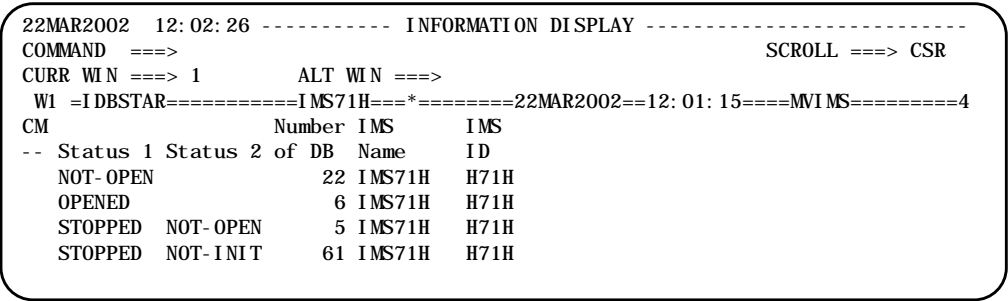 22MAR2002  12:02:26 ----------- INFORMATION DISPLAY ---------------------------
COMMAND  ===>                                                 SCROLL ===> CSR
CURR WIN ===> 1        ALT WIN ===>
 W1 =IDBSTAR===========IMS71H===*========22MAR2002==12:01:15====MVIMS=========4
CM                   Number IMS      IMS
-- Status 1 Status 2 of DB  Name     ID
   NOT-OPEN              22 IMS71H   H71H
   OPENED                 6 IMS71H   H71H
   STOPPED  NOT-OPEN      5 IMS71H   H71H
   STOPPED  NOT-INIT     61 IMS71H   H71H